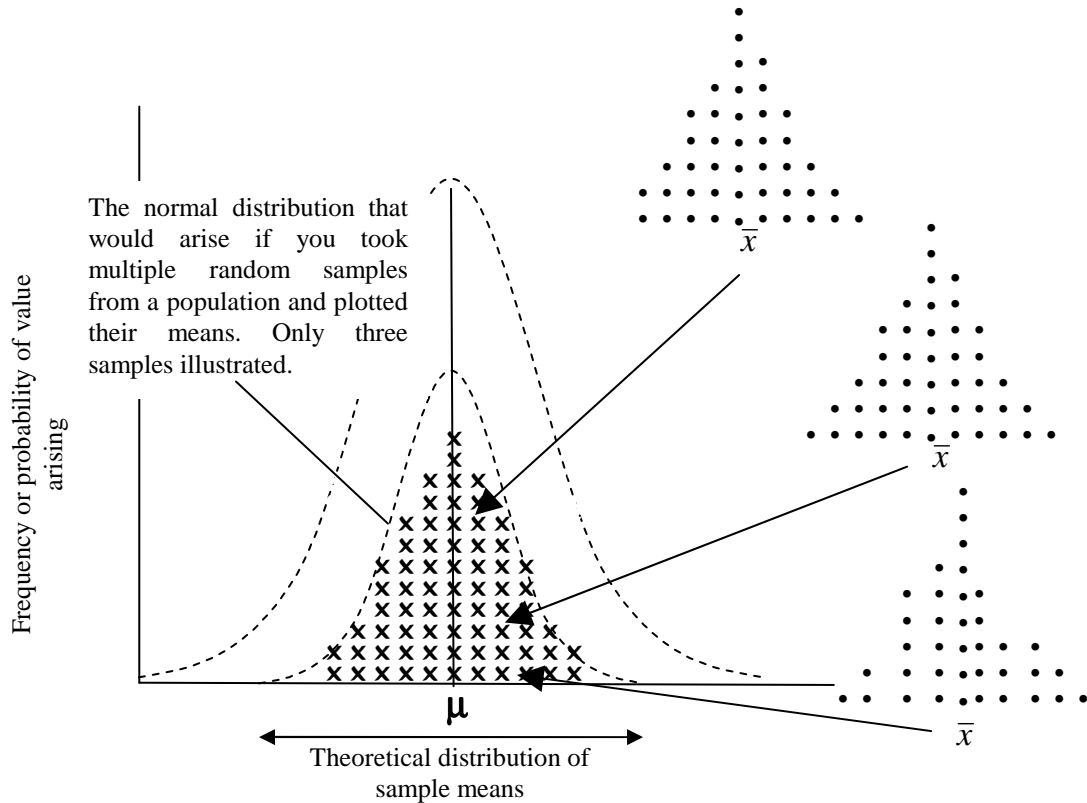 The normal distribution that
would arise if you took
multiple random samples
from a population and plotted
their means. Only three
samples illustrated.
Frequency or probability of value
arising
x̅
x̅
x̅
μ
Theoretical distribution of
sample means